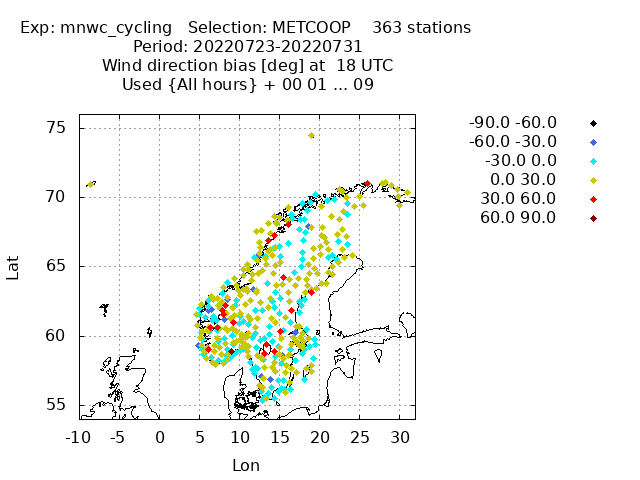 Exp: mnwc_cycling   Selection: METCOOP    363 stations
Period: 20220723-20220731
Wind direction bias [deg] at  18 UTC
Used {All hours} + 00 01 ... 09
-90.0 -60.0
-60.0 -30.0
-30.0 0.0
0.0 30.0
30.0 60.0
60.0 90.0
Lat
75
70
65
60
55
-10 -5 0 5 10 15 20 25 30
Lon